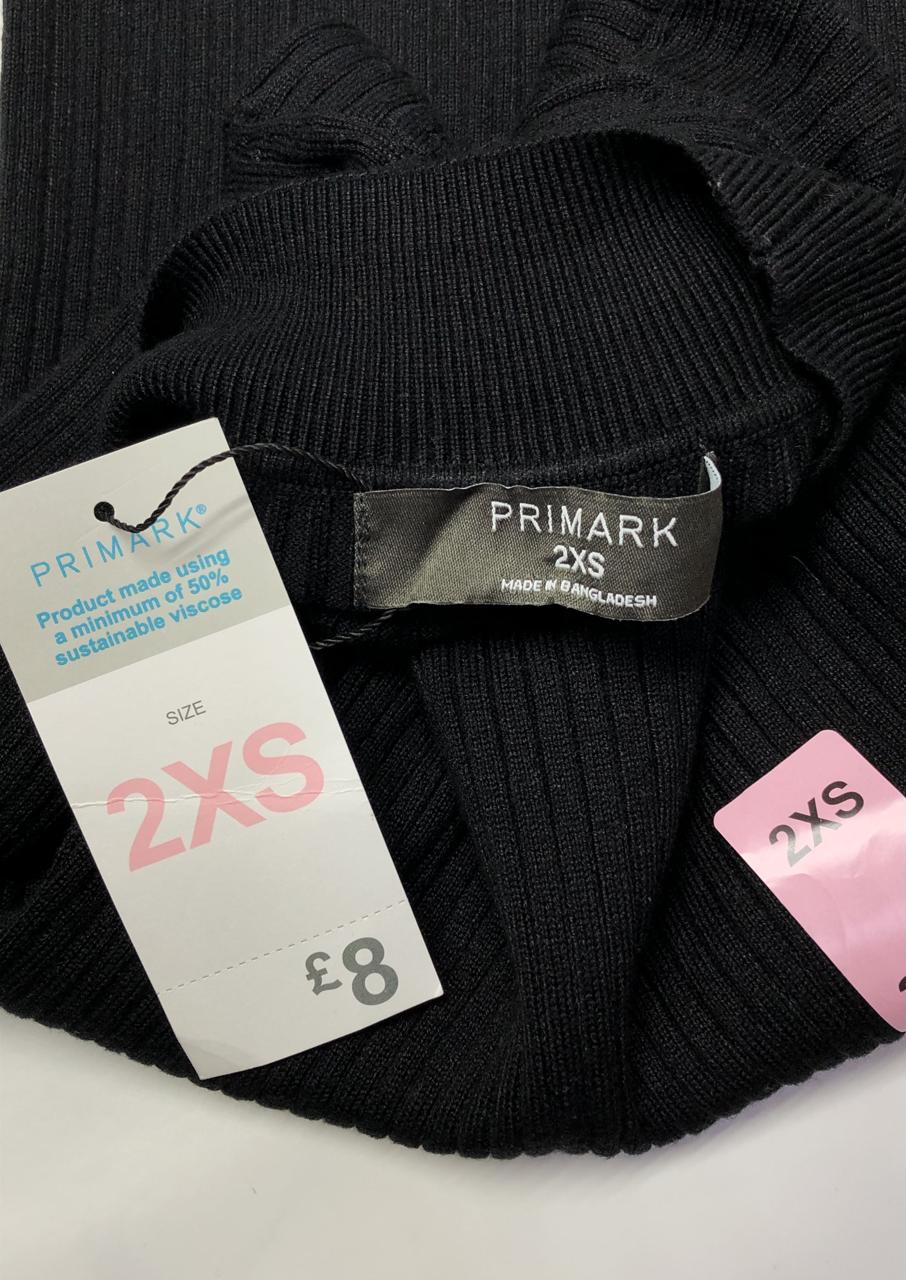 PRIMARK®
Product made using
a minimum of 50%
sustainable viscose
SIZE
2XS
£8
PRIMARK
2XS
MADE IN BANGLADESH
2XS